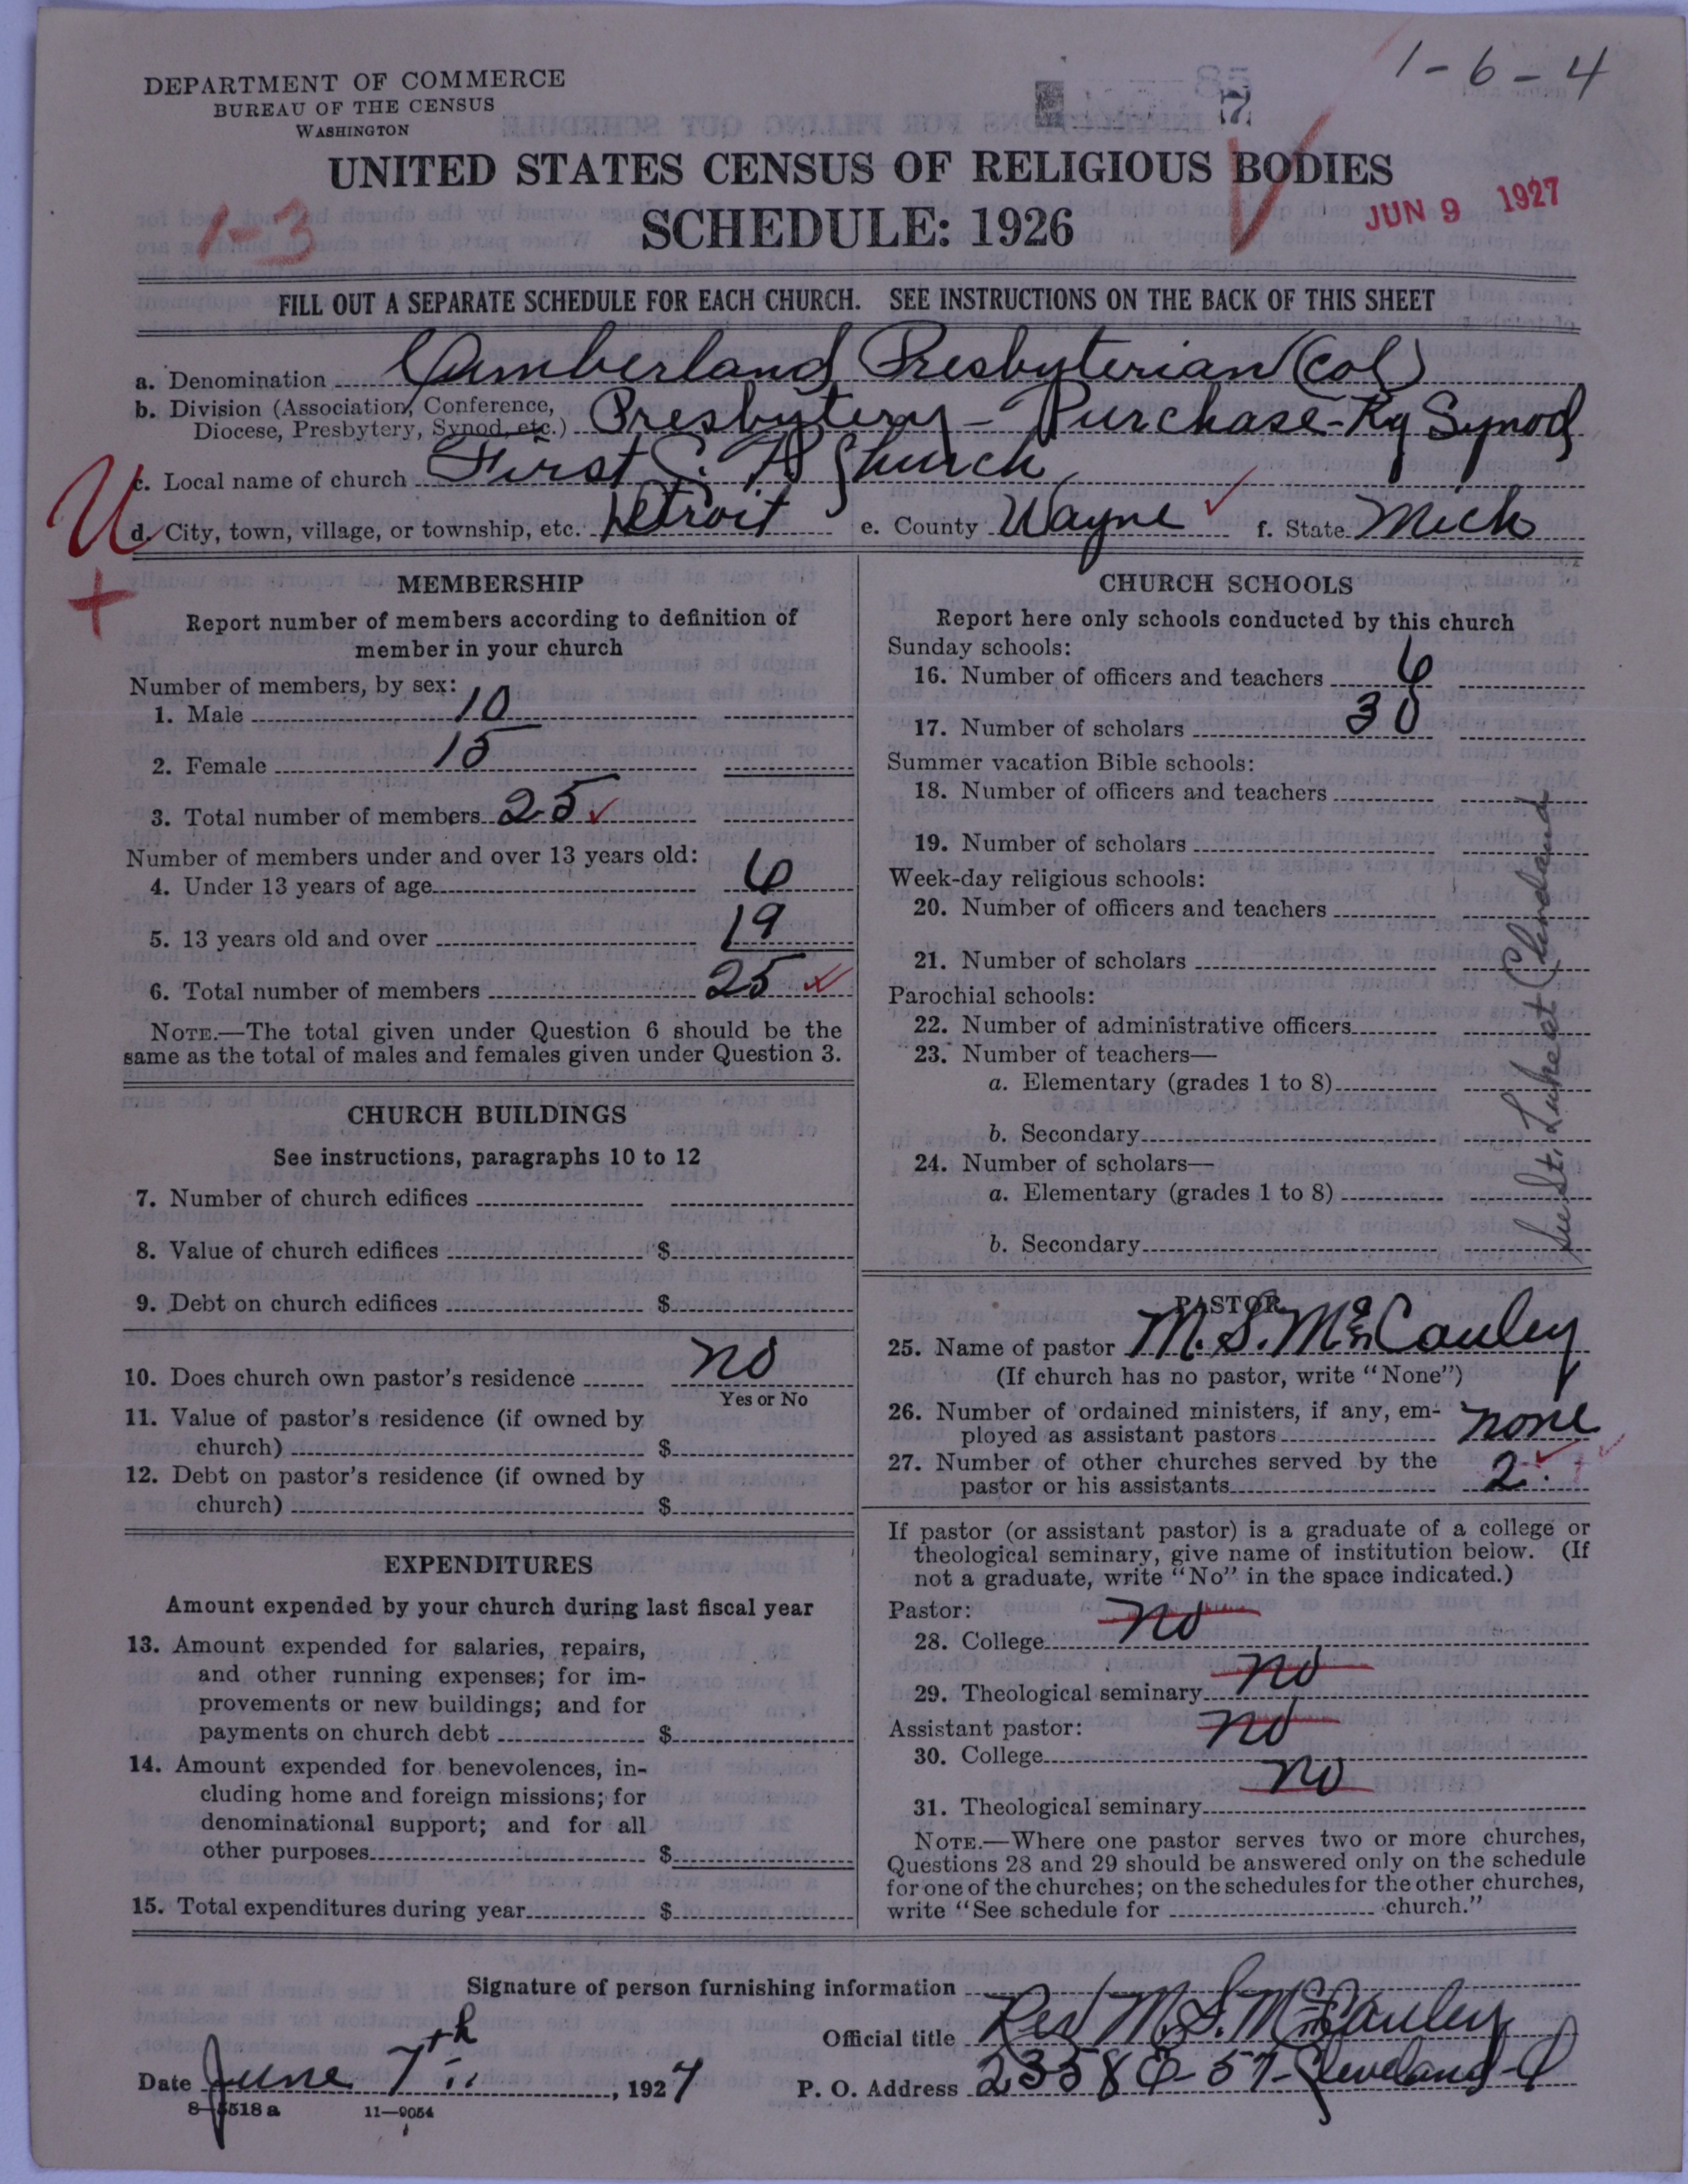 1-6-4
DEPARTMENT OF COMMERCE
BUREAU OF THE CENSUS
WASHINGTON
UNITED STATES CENSUS OF RELIGIOUS BODIES
SCHEDULE: 1926
JUN 9 1927
1-3
FILL OUT A SEPARATE SCHEDULE FOR EACH CHURCH. SEE INSTRUCTIONS ON THE BACK OF THIS SHEET
a. Denomination Cumberland Presbyterian (Col)
b. Division (Association, Conference, Diocese, Presbytery, Synod, etc.) Presbytery - Purchase - Ky Synod
c. Local name of church First C. P. Church
U
d. City, town, village, or township, etc. Detroit e. County Wayne f. State Mich
+
MEMBERSHIP
Report number of members according to definition of
member in your church
Number of members, by sex:
1. Male 10
2. Female 15
3. Total number of members 25
Number of members under and over 13 years old:
4. Under 13 years of age 6
5. 13 years old and over 19
6. Total number of members 25
NOTE.—The total given under Question 6 should be the
same as the total of males and females given under Question 3.
CHURCH BUILDINGS
See instructions, paragraphs 10 to 12
7. Number of church edifices
8. Value of church edifices $
9. Debt on church edifices $
10. Does church own pastor's residence no
Yes or No
11. Value of pastor's residence (if owned by
church) $
12. Debt on pastor's residence (if owned by
church) $
EXPENDITURES
Amount expended by your church during last fiscal year
13. Amount expended for salaries, repairs,
and other running expenses; for im-
provements or new buildings; and for
payments on church debt $
14. Amount expended for benevolences, in-
cluding home and foreign missions; for
denominational support; and for all
other purposes $
15. Total expenditures during year $
CHURCH SCHOOLS
Report here only schools conducted by this church
Sunday schools:
16. Number of officers and teachers 6
17. Number of scholars 30
Summer vacation Bible schools:
18. Number of officers and teachers
19. Number of scholars
Week-day religious schools:
20. Number of officers and teachers
21. Number of scholars
Parochial schools:
22. Number of administrative officers
23. Number of teachers—
a. Elementary (grades 1 to 8)
b. Secondary
24. Number of scholars—
a. Elementary (grades 1 to 8)
b. Secondary
St. Luke at Cleveland
PASTOR
25. Name of pastor M. S. McCauley
(If church has no pastor, write "None")
26. Number of ordained ministers, if any, em-
ployed as assistant pastors none
27. Number of other churches served by the
pastor or his assistants 2
If pastor (or assistant pastor) is a graduate of a college or
theological seminary, give name of institution below. (If
not a graduate, write "No" in the space indicated.)
Pastor:
28. College no
29. Theological seminary no
Assistant pastor:
30. College no
31. Theological seminary no
NOTE.—Where one pastor serves two or more churches,
Questions 28 and 29 should be answered only on the schedule
for one of the churches; on the schedules for the other churches,
write "See schedule for church."
Signature of person furnishing information
Official title Rev M. S. McCauley
Date June 7th, 1927 P. O. Address 2358 E-57-Cleveland-O
8-5518a 11-9054